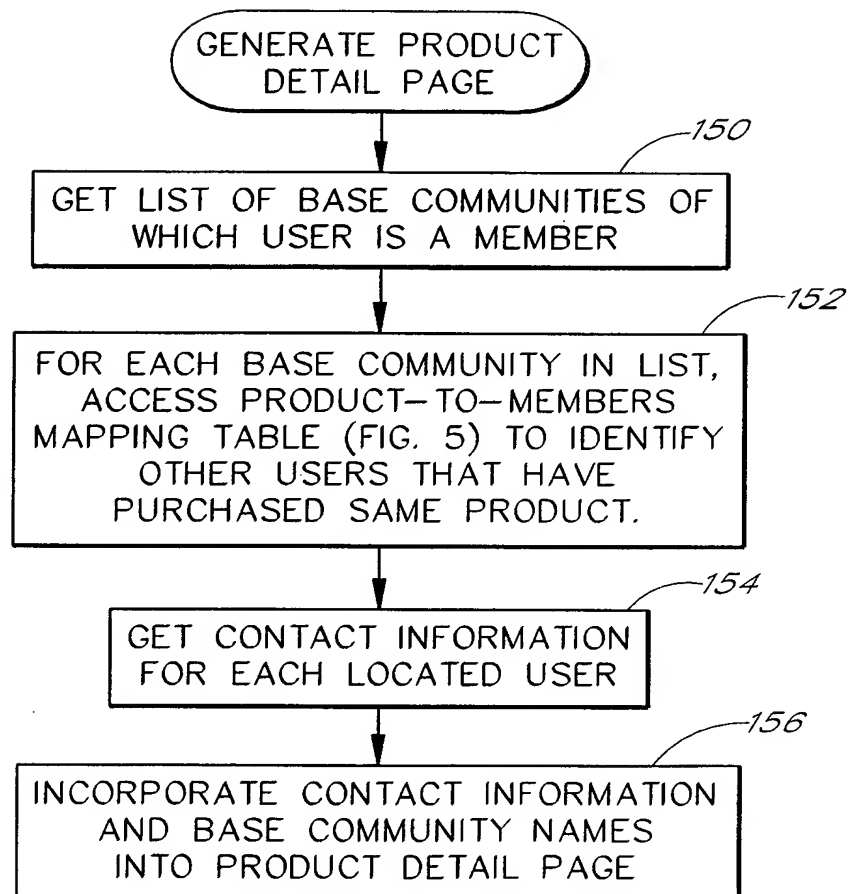 GENERATE PRODUCT
DETAIL PAGE
150
GET LIST OF BASE COMMUNITIES OF
WHICH USER IS A MEMBER
152
FOR EACH BASE COMMUNITY IN LIST,
ACCESS PRODUCT-TO-MEMBERS
MAPPING TABLE (FIG. 5) TO IDENTIFY
OTHER USERS THAT HAVE
PURCHASED SAME PRODUCT.
154
GET CONTACT INFORMATION
FOR EACH LOCATED USER
156
INCORPORATE CONTACT INFORMATION
AND BASE COMMUNITY NAMES
INTO PRODUCT DETAIL PAGE